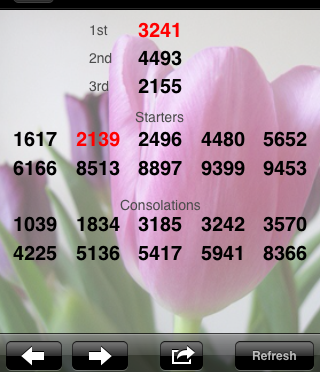 1st 3241
2nd 4493
3rd 2155
Starters
1617 2139 2496 4480 5652
6166 8513 8897 9399 9453
Consolations
1039 1834 3185 3242 3570
4225 5136 5417 5941 8366
Refresh